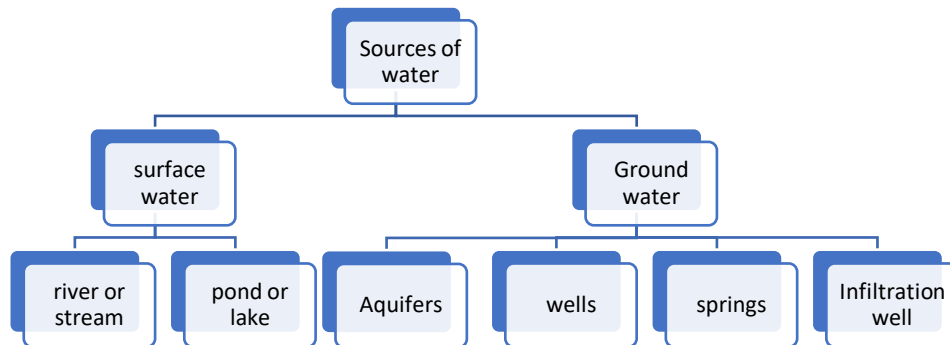 Sources of
water
surface
water
Ground
water
river or
stream
pond or
lake
Aquifers
wells
springs
Infiltration
well